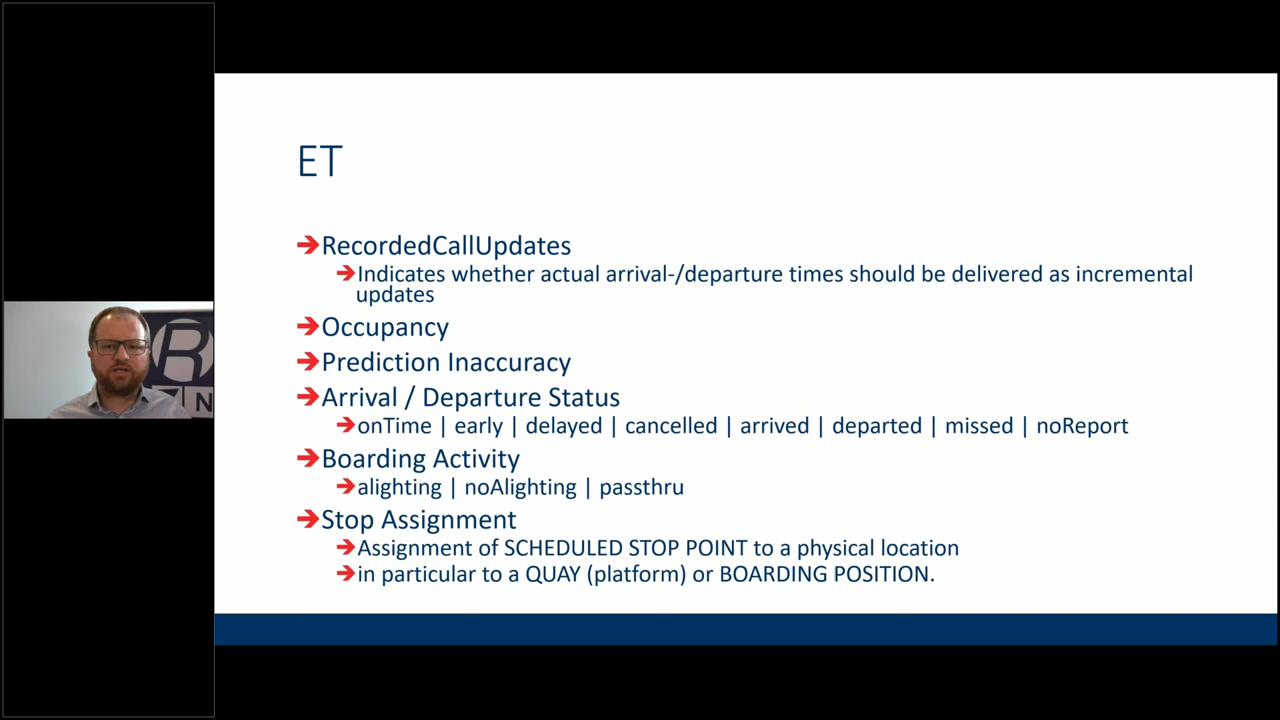 ET
RecordedCallUpdates
Indicates whether actual arrival-/departure times should be delivered as incremental
updates
Occupancy
Prediction Inaccuracy
Arrival / Departure Status
onTime | early | delayed | cancelled | arrived | departed | missed | noReport
Boarding Activity
alighting | noAlighting | passthru
Stop Assignment
Assignment of SCHEDULED STOP POINT to a physical location
in particular to a QUAY (platform) or BOARDING POSITION.
R
N